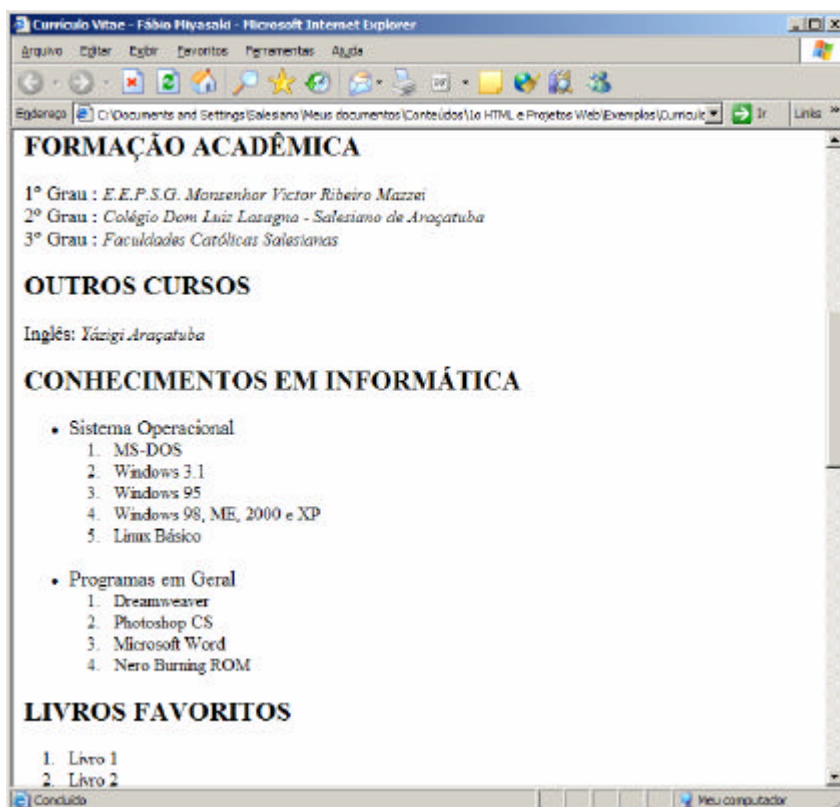 Currículo Vitae - Fábio Miyasaki - Microsoft Internet Explorer
Arquivo Editar Exibir Favoritos Ferramentas Ajuda
Endereço C:\Documents and Settings\Salesiano\Meus documentos\Conteúdos\1o HTML e Projetos Web\Exemplos\Curricul Ir Links »
FORMAÇÃO ACADÊMICA
1º Grau : E.E.P.S.G. Monsenhor Victor Ribeiro Mazzei
2º Grau : Colégio Dom Luiz Lasagna - Salesiano de Araçatuba
3º Grau : Faculdades Católicas Salesianas
OUTROS CURSOS
Inglês: Yázigi Araçatuba
CONHECIMENTOS EM INFORMÁTICA
• Sistema Operacional
1. MS-DOS
2. Windows 3.1
3. Windows 95
4. Windows 98, ME, 2000 e XP
5. Linux Básico
• Programas em Geral
1. Dreamweaver
2. Photoshop CS
3. Microsoft Word
4. Nero Burning ROM
LIVROS FAVORITOS
1. Livro 1
2. Livro 2
Concluído Meu computador